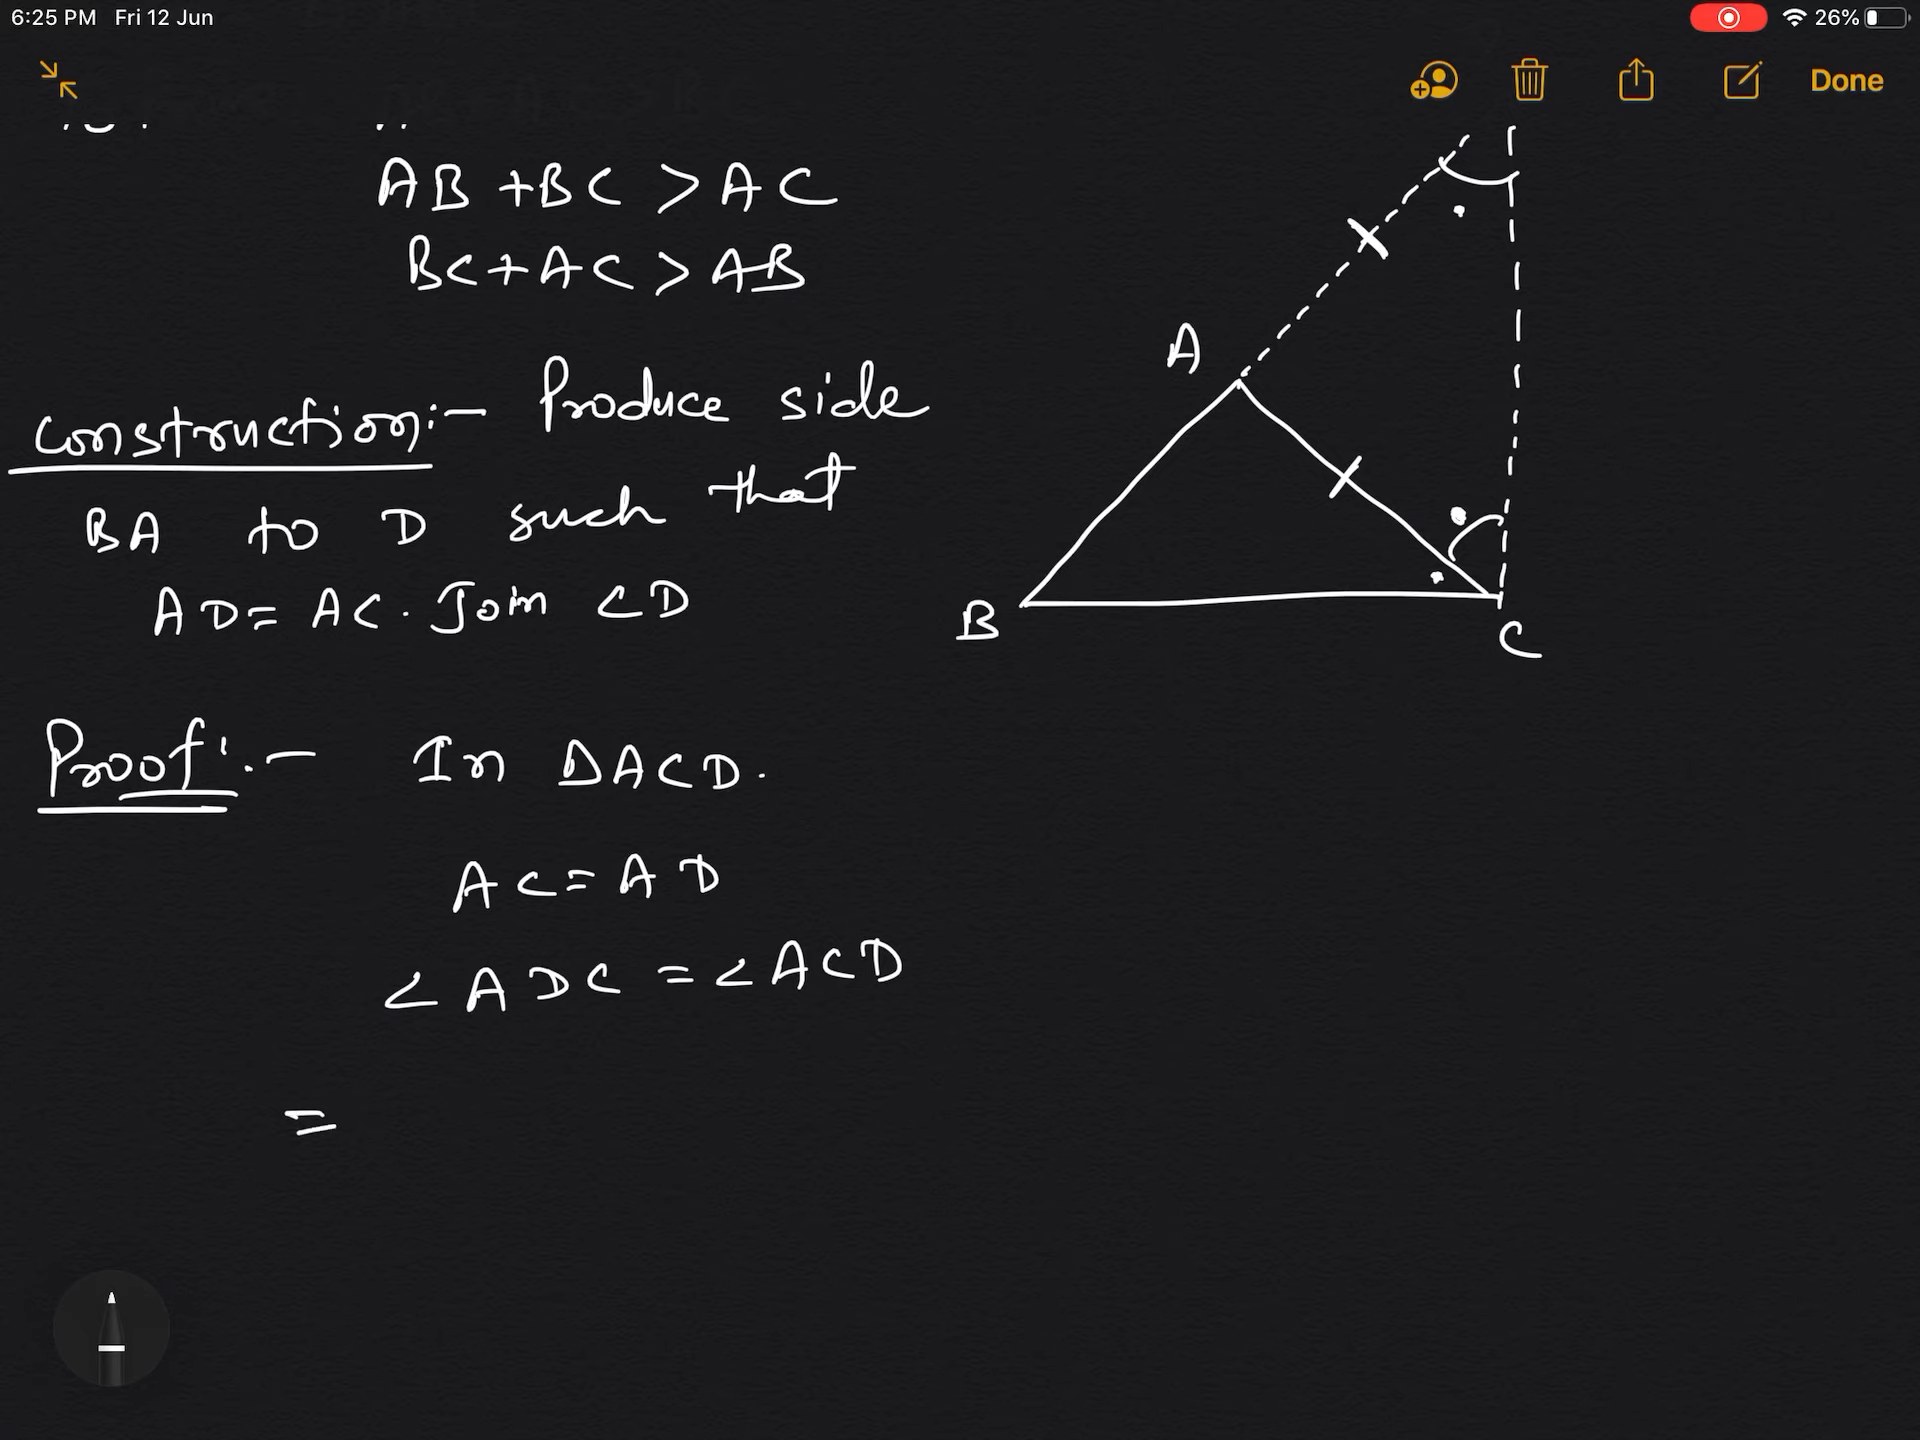 6:25 PM Fri 12 Jun 26%
Done
AB + BC > AC
BC + AC > AB
Construction:- Produce side
BA to D such that
AD = AC. Join CD
Proof:- In ΔACD.
AC = AD
∠ADC = ∠ACD
=
A
B
C